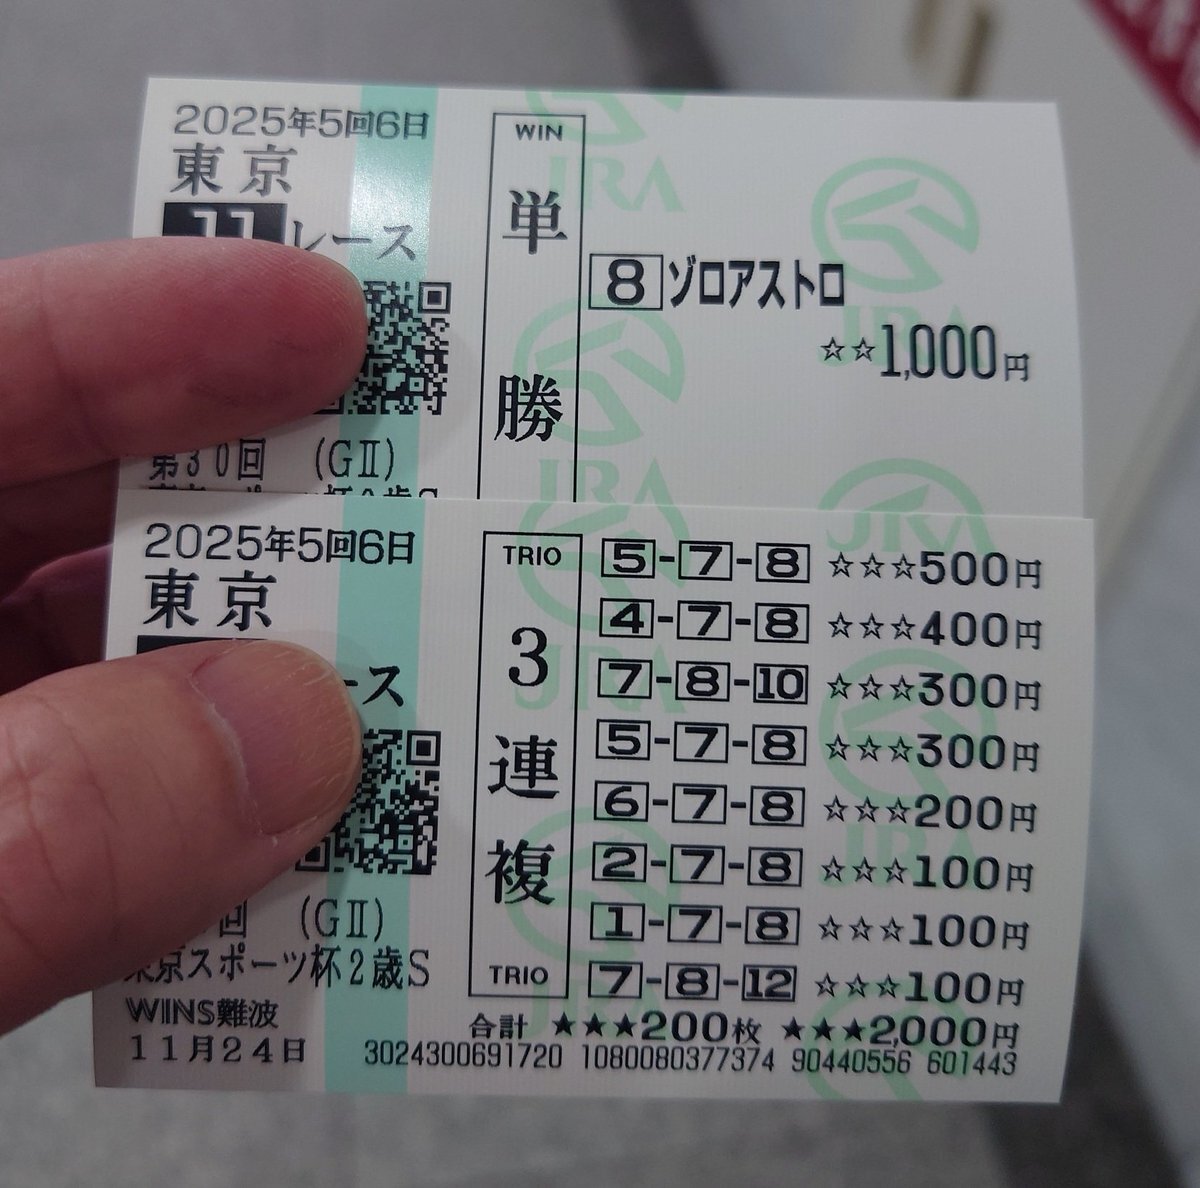 2025年5回6日
東京
11レース
WIN
単勝
8 ゾロアストロ
☆☆1,000円
第30回 (GⅡ)
JRA
2025年5回6日
東京
ース
TRIO
3連複
TRIO
5-7-8 ☆☆☆500円
4-7-8 ☆☆☆400円
7-8-10 ☆☆☆300円
5-7-8 ☆☆☆300円
6-7-8 ☆☆☆200円
2-7-8 ☆☆☆100円
1-7-8 ☆☆☆100円
7-8-12 ☆☆☆100円
回 (GⅡ)
東京スポーツ杯2歳S
WINS難波
11月24日
合計 ★★★200枚 ★★★2,000円
3024300691720 1080080377374 90440556 601443